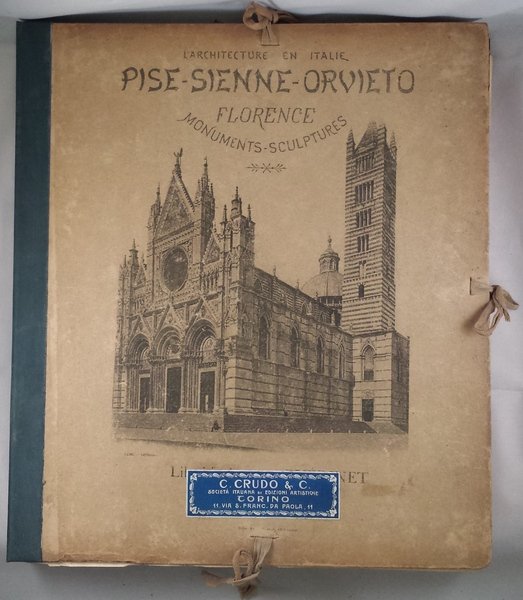 L'ARCHITECTURE EN ITALIE
PISE-SIENNE-ORVIETO
FLORENCE
MONUMENTS-SCULPTURES
C. CRUDO & C.
SOCIETÀ ITALIANA DI EDIZIONI ARTISTICHE
TORINO
11, VIA S. FRANC. DA PAOLA, 11